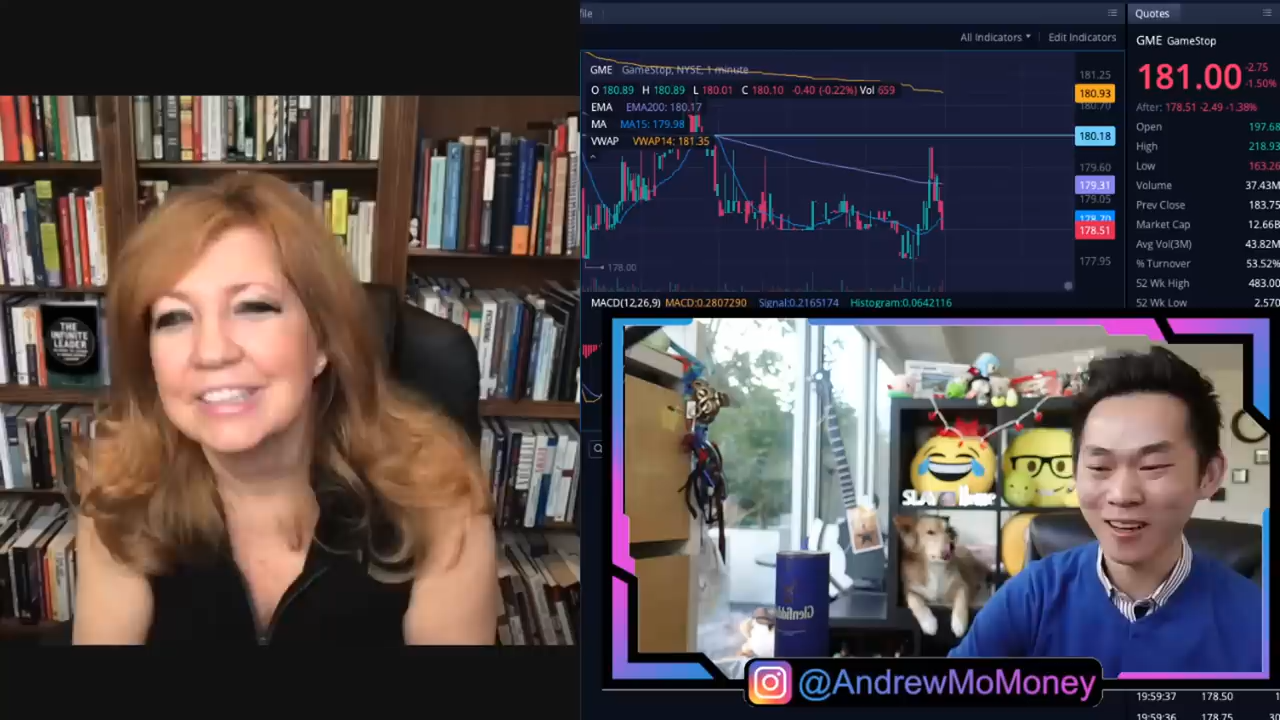 file
All Indicators
Edit Indicators
GME GameStop, NYSE, 1 minute
O 180.89 H 180.89 L 180.01 C 180.10 -0.40 (-0.22%) Vol 659
EMA EMA200: 180.17
MA MA15: 179.98
VWAP VWAP14: 181.35
178.00
181.25
180.93
180.70
180.18
179.60
179.31
179.05
178.70
178.51
177.95
MACD(12,26,9) MACD:0.2807290 Signal:0.2165174 Histogram:0.0642116
Quotes
GME GameStop
181.00 -2.75
-1.50%
After: 178.51 -2.49 -1.38%
Open 197.68
High 218.93
Low 163.26
Volume 37.43M
Prev Close 183.75
Market Cap 12.66B
Avg Vol(3M) 43.82M
% Turnover 53.52%
52 Wk High 483.00
52 Wk Low 2.570
THE
INFINITE
LEADER
SLAY
Glenfiddich
@AndrewMoMoney
19:59:37 178.50
19:59:36 178.75